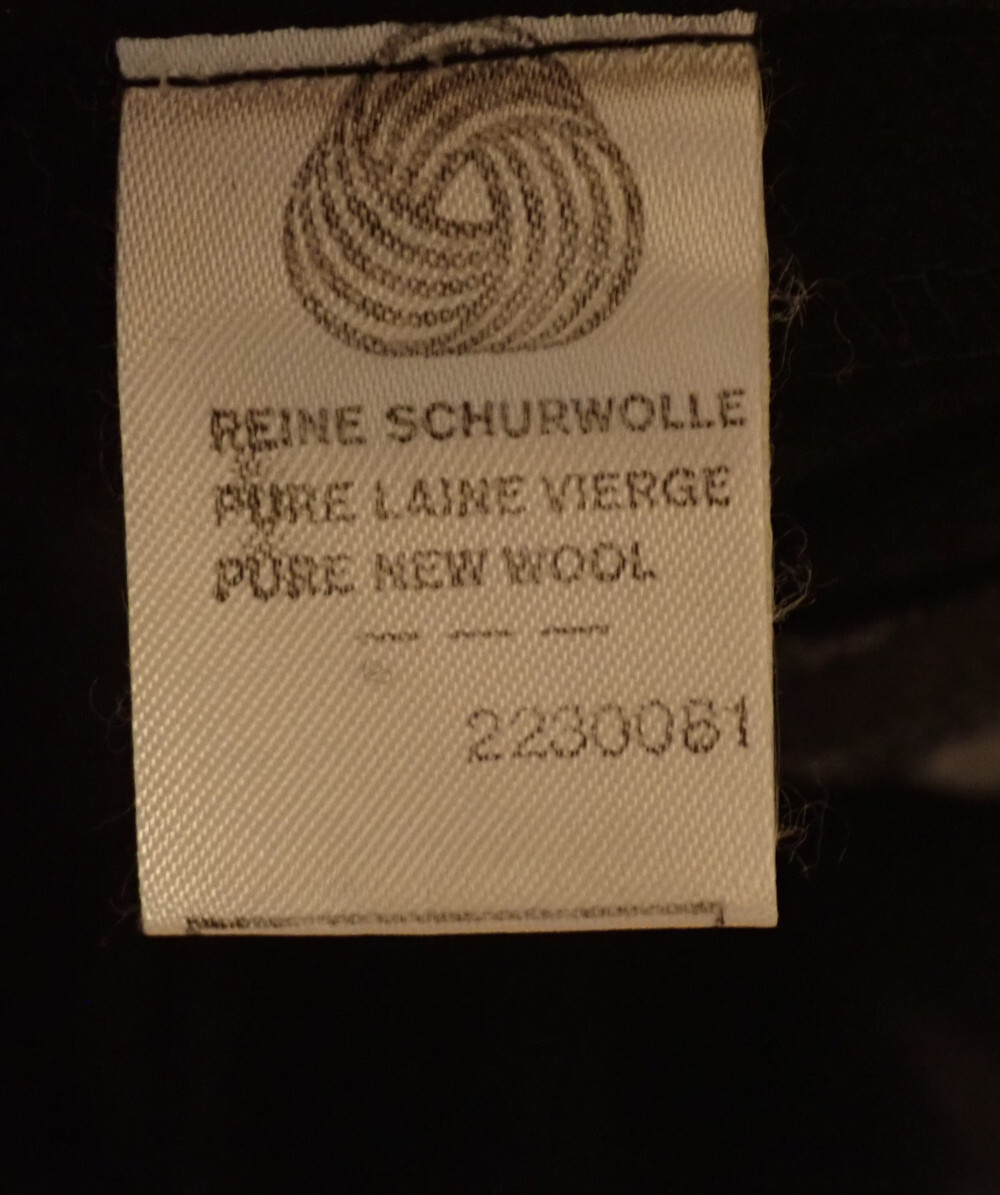 REINE SCHURWOLLE
PURE LAINE VIERGE
PURE NEW WOOL
— — —
2230061